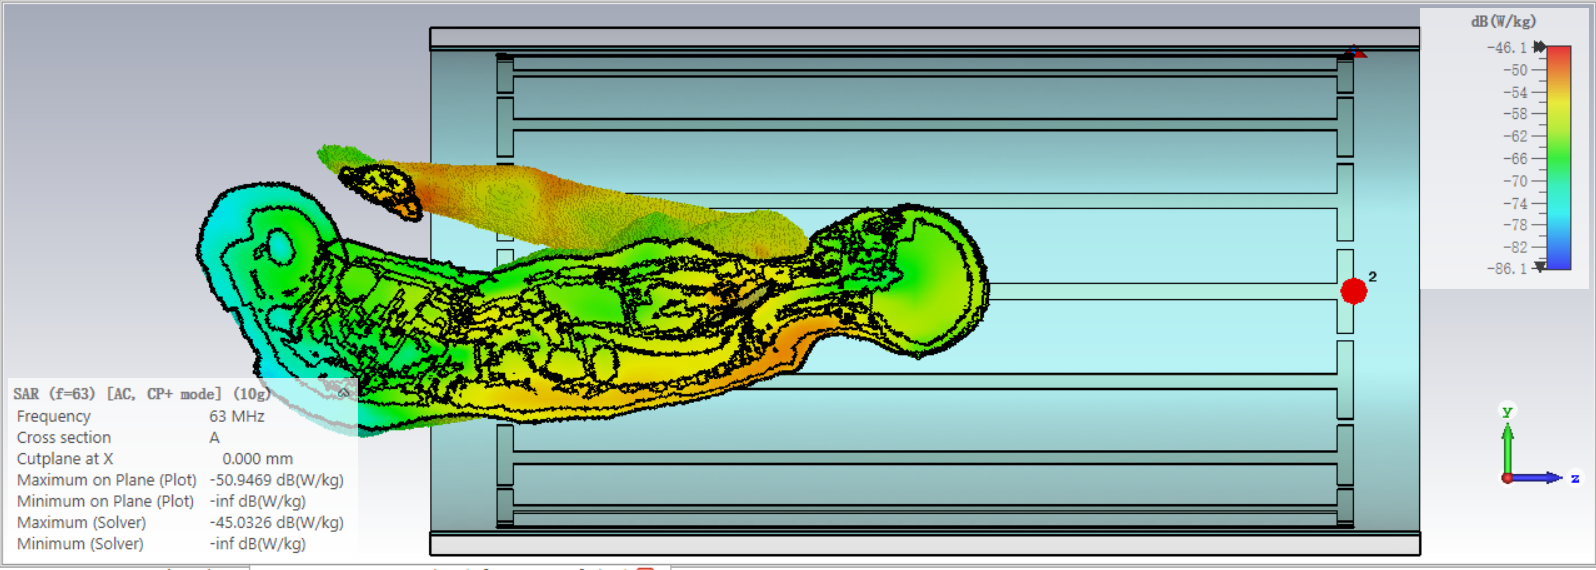 dB(W/kg)
-46.1
-50
-54
-58
-62
-66
-70
-74
-78
-82
-86.1
2
SAR (f=63) [AC, CP+ mode] (10g)
Frequency 63 MHz
Cross section A
Cutplane at X 0.000 mm
Maximum on Plane (Plot) -50.9469 dB(W/kg)
Minimum on Plane (Plot) -inf dB(W/kg)
Maximum (Solver) -45.0326 dB(W/kg)
Minimum (Solver) -inf dB(W/kg)
y
z